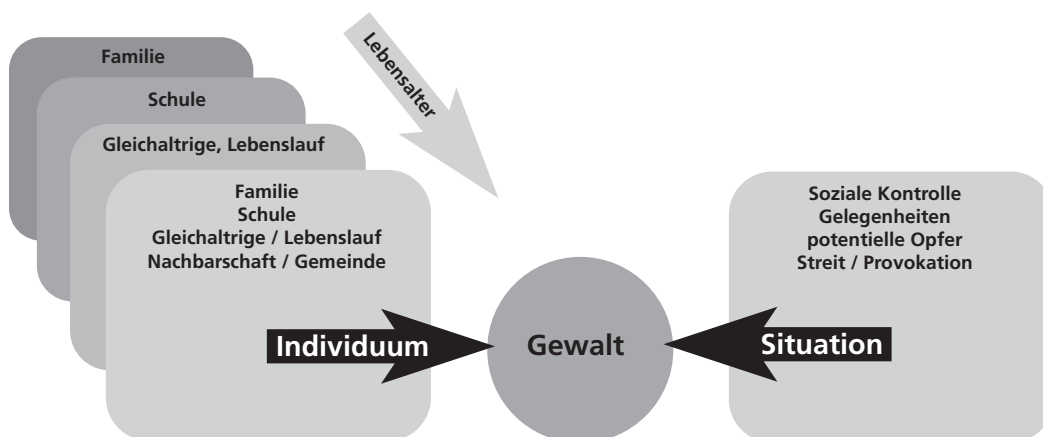 Familie
Schule
Gleichaltrige, Lebenslauf
Familie
Schule
Gleichaltrige / Lebenslauf
Nachbarschaft / Gemeinde
Individuum
Lebensalter
Gewalt
Soziale Kontrolle
Gelegenheiten
potentielle Opfer
Streit / Provokation
Situation